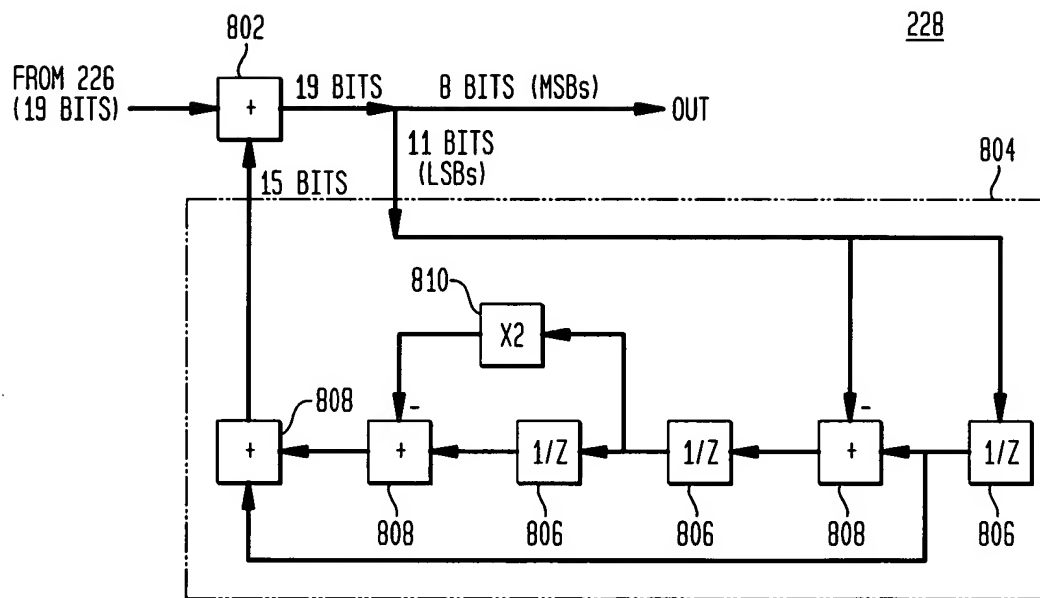 228
802
FROM 226
(19 BITS)
+
19 BITS
8 BITS (MSBs)
OUT
11 BITS
(LSBs)
15 BITS
804
810
X2
808
-
-
+
+
1/Z
1/Z
+
1/Z
808
806
806
808
806